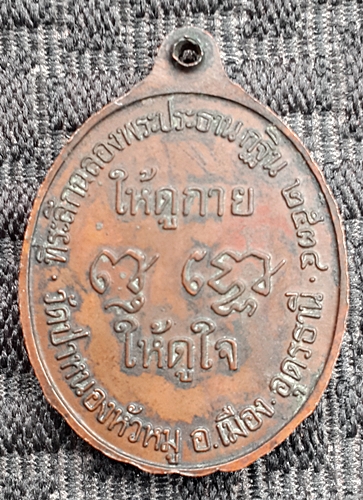 ที่ระลึกฉลองพระประธาน กฐิน ๒๕๓๔
ให้ดูกาย
ให้ดูใจ
วัดป่าหนองหัวหมู อ.เมือง. อุดรธานี